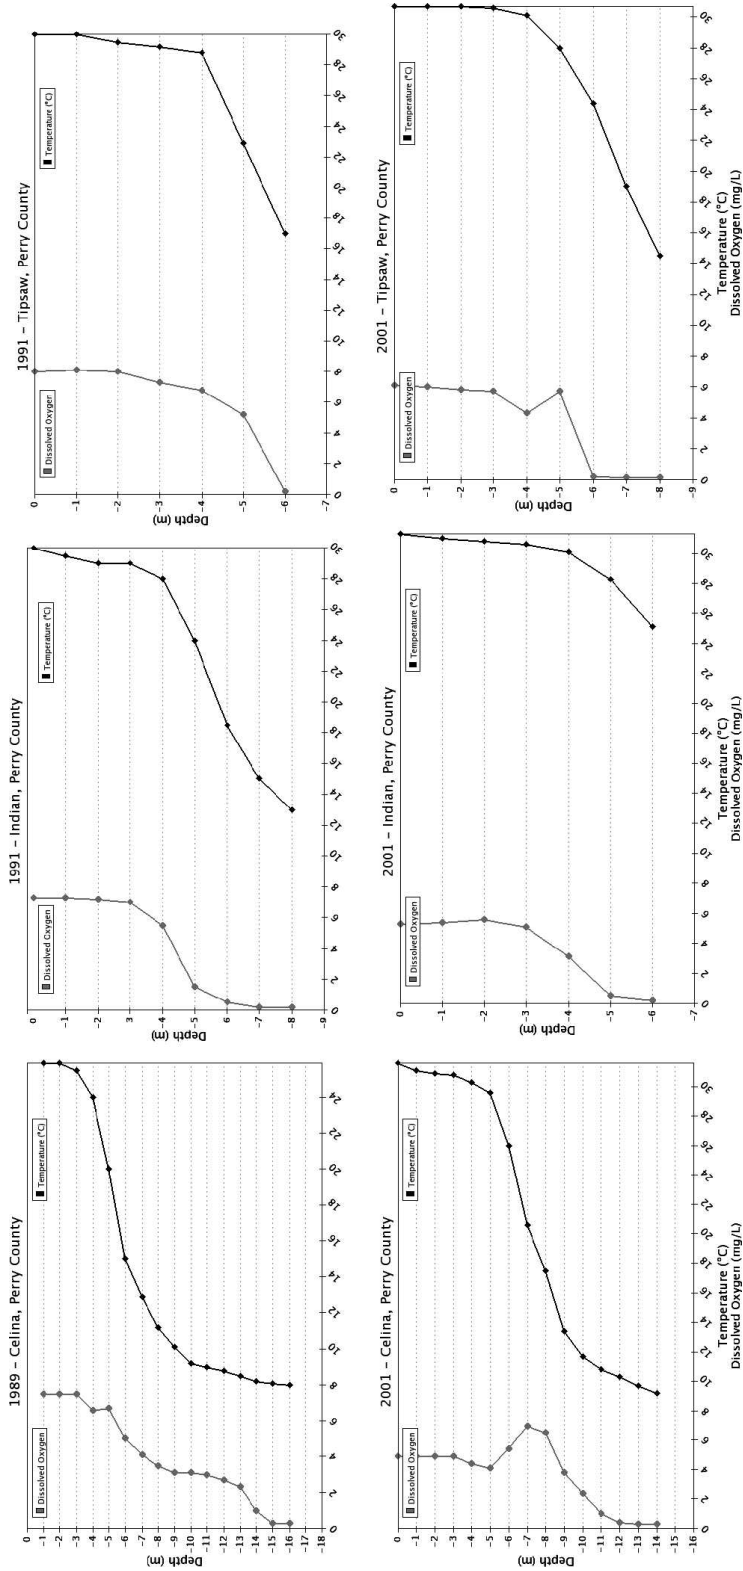 1989 – Celina, Perry County
Dissolved Oxygen
Temperature (°C)
Depth (m)
-1
-2
-3
-4
-5
-6
-7
-8
-9
-10
-11
-12
-13
-14
-15
-16
-17
-18
0 2 4 6 8 10 12 14 16 18 20 22 24
1991 – Indian, Perry County
Dissolved Oxygen
Temperature (°C)
Depth (m)
0
-1
-2
-3
-4
-5
-6
-7
-8
-9
0 2 4 6 8 10 12 14 16 18 20 22 24 26 28 30
1991 – Tipsaw, Perry County
Dissolved Oxygen
Temperature (°C)
Depth (m)
0
-1
-2
-3
-4
-5
-6
-7
0 2 4 6 8 10 12 14 16 18 20 22 24 26 28 30
2001 – Celina, Perry County
Dissolved Oxygen
Temperature (°C)
Depth (m)
0
-1
-2
-3
-4
-5
-6
-7
-8
-9
-10
-11
-12
-13
-14
-15
-16
0 2 4 6 8 10 12 14 16 18 20 22 24 26 28 30
Temperature (°C)
Dissolved Oxygen (mg/L)
2001 – Indian, Perry County
Dissolved Oxygen
Temperature (°C)
Depth (m)
0
-1
-2
-3
-4
-5
-6
-7
0 2 4 6 8 10 12 14 16 18 20 22 24 26 28 30
Temperature (°C)
Dissolved Oxygen (mg/L)
2001 – Tipsaw, Perry County
Dissolved Oxygen
Temperature (°C)
Depth (m)
0
-1
-2
-3
-4
-5
-6
-7
-8
-9
0 2 4 6 8 10 12 14 16 18 20 22 24 26 28 30
Temperature (°C)
Dissolved Oxygen (mg/L)